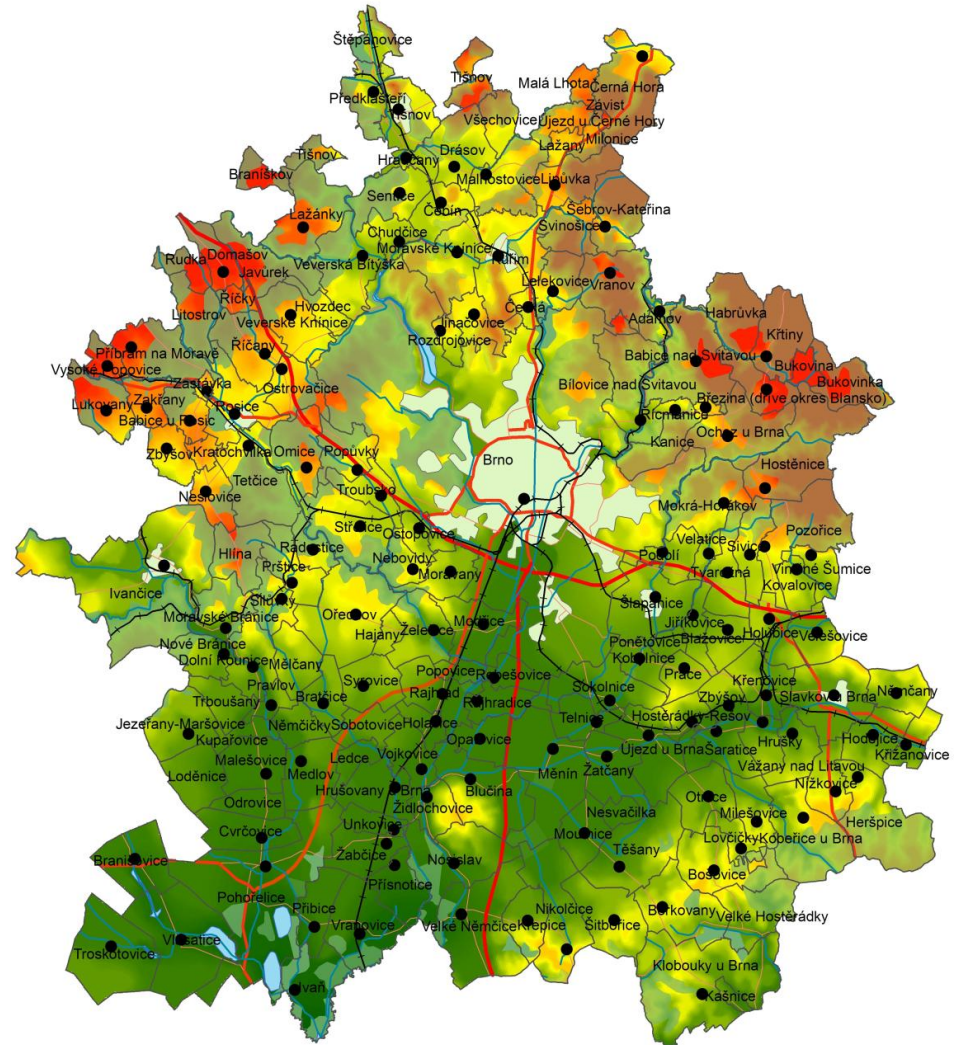 Štěpánovice
Tišnov
Malá Lhota
Černá Hora
Předklášteří
Závist
Tišnov
Všechovice
Újezd u Černé Hory
Milonice
Lažany
Drásov
Tišnov
Hradčany
Braníškov
Malhostovice
Lipůvka
Sentice
Čebín
Lažánky
Šebrov-Kateřina
Svinošice
Chudčice
Moravské Knínice
Kuřim
Domašov
Rudka
Veverská Bítýška
Javůrek
Lelekovice
Vranov
Říčky
Hvozdec
Litostrov
Veverské Knínice
Česká
Habrůvka
Adamov
Jinačovice
Rozdrojovice
Křtiny
Říčany
Babice nad Svitavou
Příbram na Moravě
Bukovina
Vysoké Popovice
Bukovinka
Zastávka
Ostrovačice
Bílovice nad Svitavou
Březina (dříve okres Blansko)
Zakřany
Lukovany
Rosice
Řícmanice
Babice u Rosic
Ochoz u Brna
Kanice
Kratochvilka
Omice
Popůvky
Zbýšov
Brno
Hostěnice
Tetčice
Troubsko
Neslovice
Mokrá-Horákov
Střelice
Ostopovice
Pozořice
Velatice
Sivice
Hlína
Radostice
Nebovidy
Podolí
Moravany
Tvarožná
Viničné Šumice
Kovalovice
Prštice
Ivančice
Silůvky
Šlapanice
Moravské Bránice
Ořechov
Modřice
Jiříkovice
Holubice
Hajany
Želešice
Blažovice
Velešovice
Nové Bránice
Ponětovice
Dolní Kounice
Kobylnice
Mělčany
Prace
Popovice
Rebešovice
Křenovice
Syrovice
Pravlov
Rajhrad
Sokolnice
Slavkov u Brna
Němčany
Trboušany
Bratčice
Rajhradice
Zbýšov
Jezeřany-Maršovice
Němčičky
Sobotovice
Holasice
Telnice
Hostěrádky-Rešov
Kupařovice
Opatovice
Hrušky
Hodějice
Újezd u Brna
Šaratice
Křižanovice
Malešovice
Ledce
Vojkovice
Loděnice
Medlov
Měnín
Žatčany
Vážany nad Litavou
Hrušovany u Brna
Blučina
Nížkovice
Odrovice
Židlochovice
Otnice
Nesvačilka
Milešovice
Heršpice
Cvrčovice
Unkovice
Moutnice
Lovčičky
Kobeřice u Brna
Žabčice
Branišovice
Nosislav
Těšany
Bošovice
Přísnotice
Pohořelice
Přibice
Nikolčice
Borkovany
Velké Hostěrádky
Velké Němčice
Křepice
Šitbořice
Vranovice
Vlasatice
Troskotovice
Klobouky u Brna
Ivaň
Kašnice